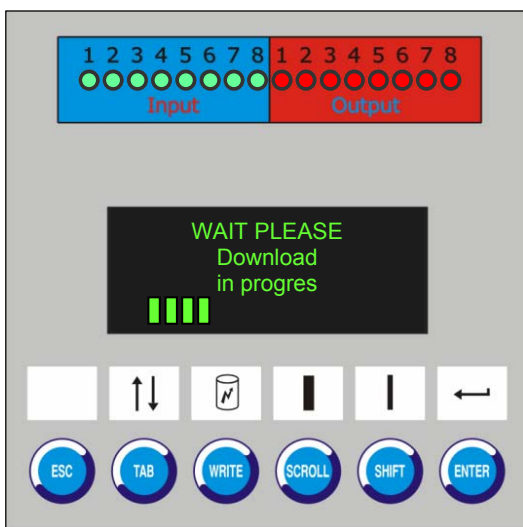 1 2 3 4 5 6 7 8 1 2 3 4 5 6 7 8
Input Output
WAIT PLEASE
Download
in progres
ESC TAB WRITE SCROLL SHIFT ENTER